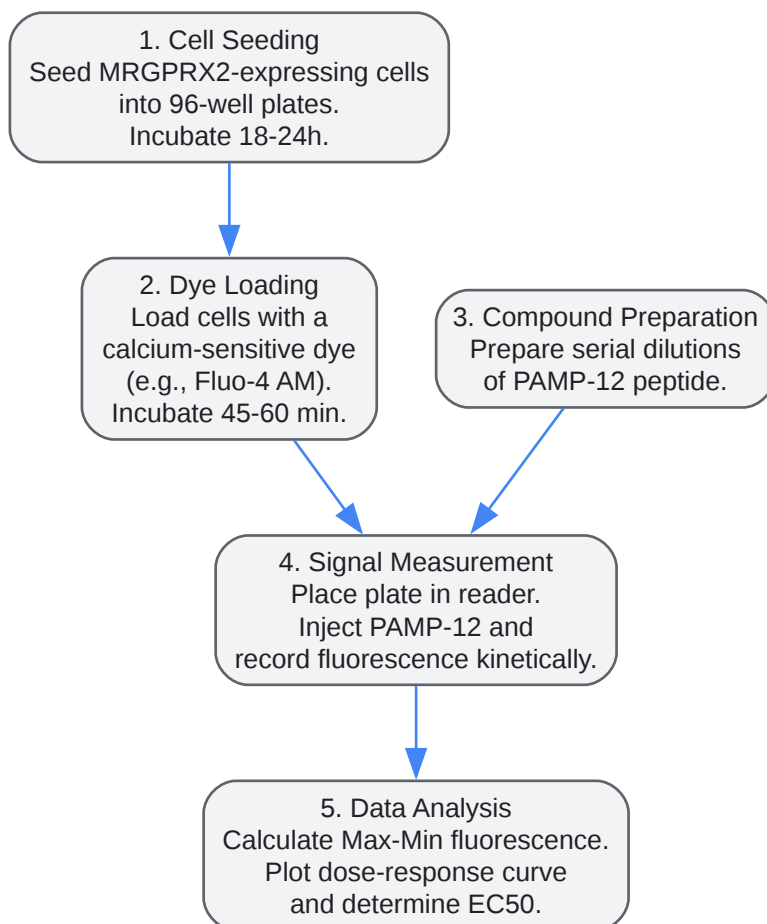 1. Cell Seeding
Seed MRGPRX2-expressing cells
into 96-well plates.
Incubate 18-24h.
2. Dye Loading
Load cells with a
calcium-sensitive dye
(e.g., Fluo-4 AM).
Incubate 45-60 min.
3. Compound Preparation
Prepare serial dilutions
of PAMP-12 peptide.
4. Signal Measurement
Place plate in reader.
Inject PAMP-12 and
record fluorescence kinetically.
5. Data Analysis
Calculate Max-Min fluorescence.
Plot dose-response curve
and determine EC50.